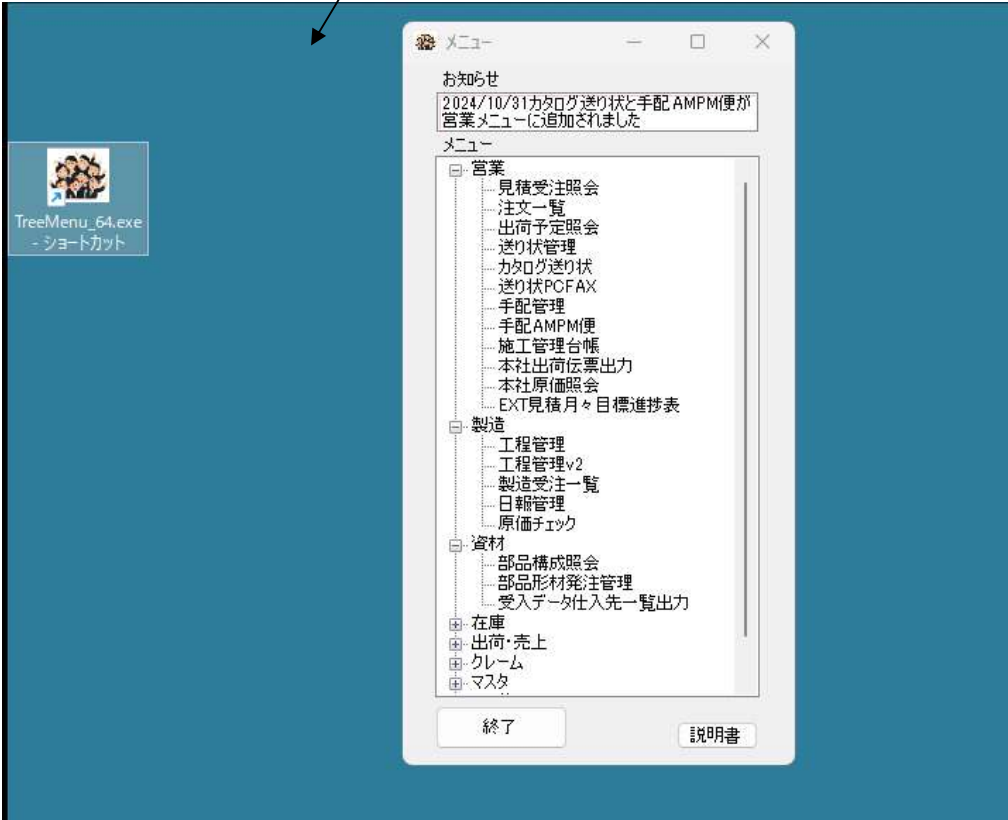 メニュー
お知らせ
2024/10/31カタログ送り状と手配AMPM便が
営業メニューに追加されました
メニュー
営業
見積受注照会
注文一覧
出荷予定照会
送り状管理
カタログ送り状
送り状PCFAX
手配管理
手配AMPM便
施工管理台帳
本社出荷伝票出力
本社原価照会
EXT見積月々目標進捗表
製造
工程管理
工程管理v2
製造受注一覧
日報管理
原価チェック
資材
部品構成照会
部品形材発注管理
受入データ仕入先一覧出力
在庫
出荷・売上
クレーム
マスタ
終了
説明書
TreeMenu_64.exe
- ショートカット